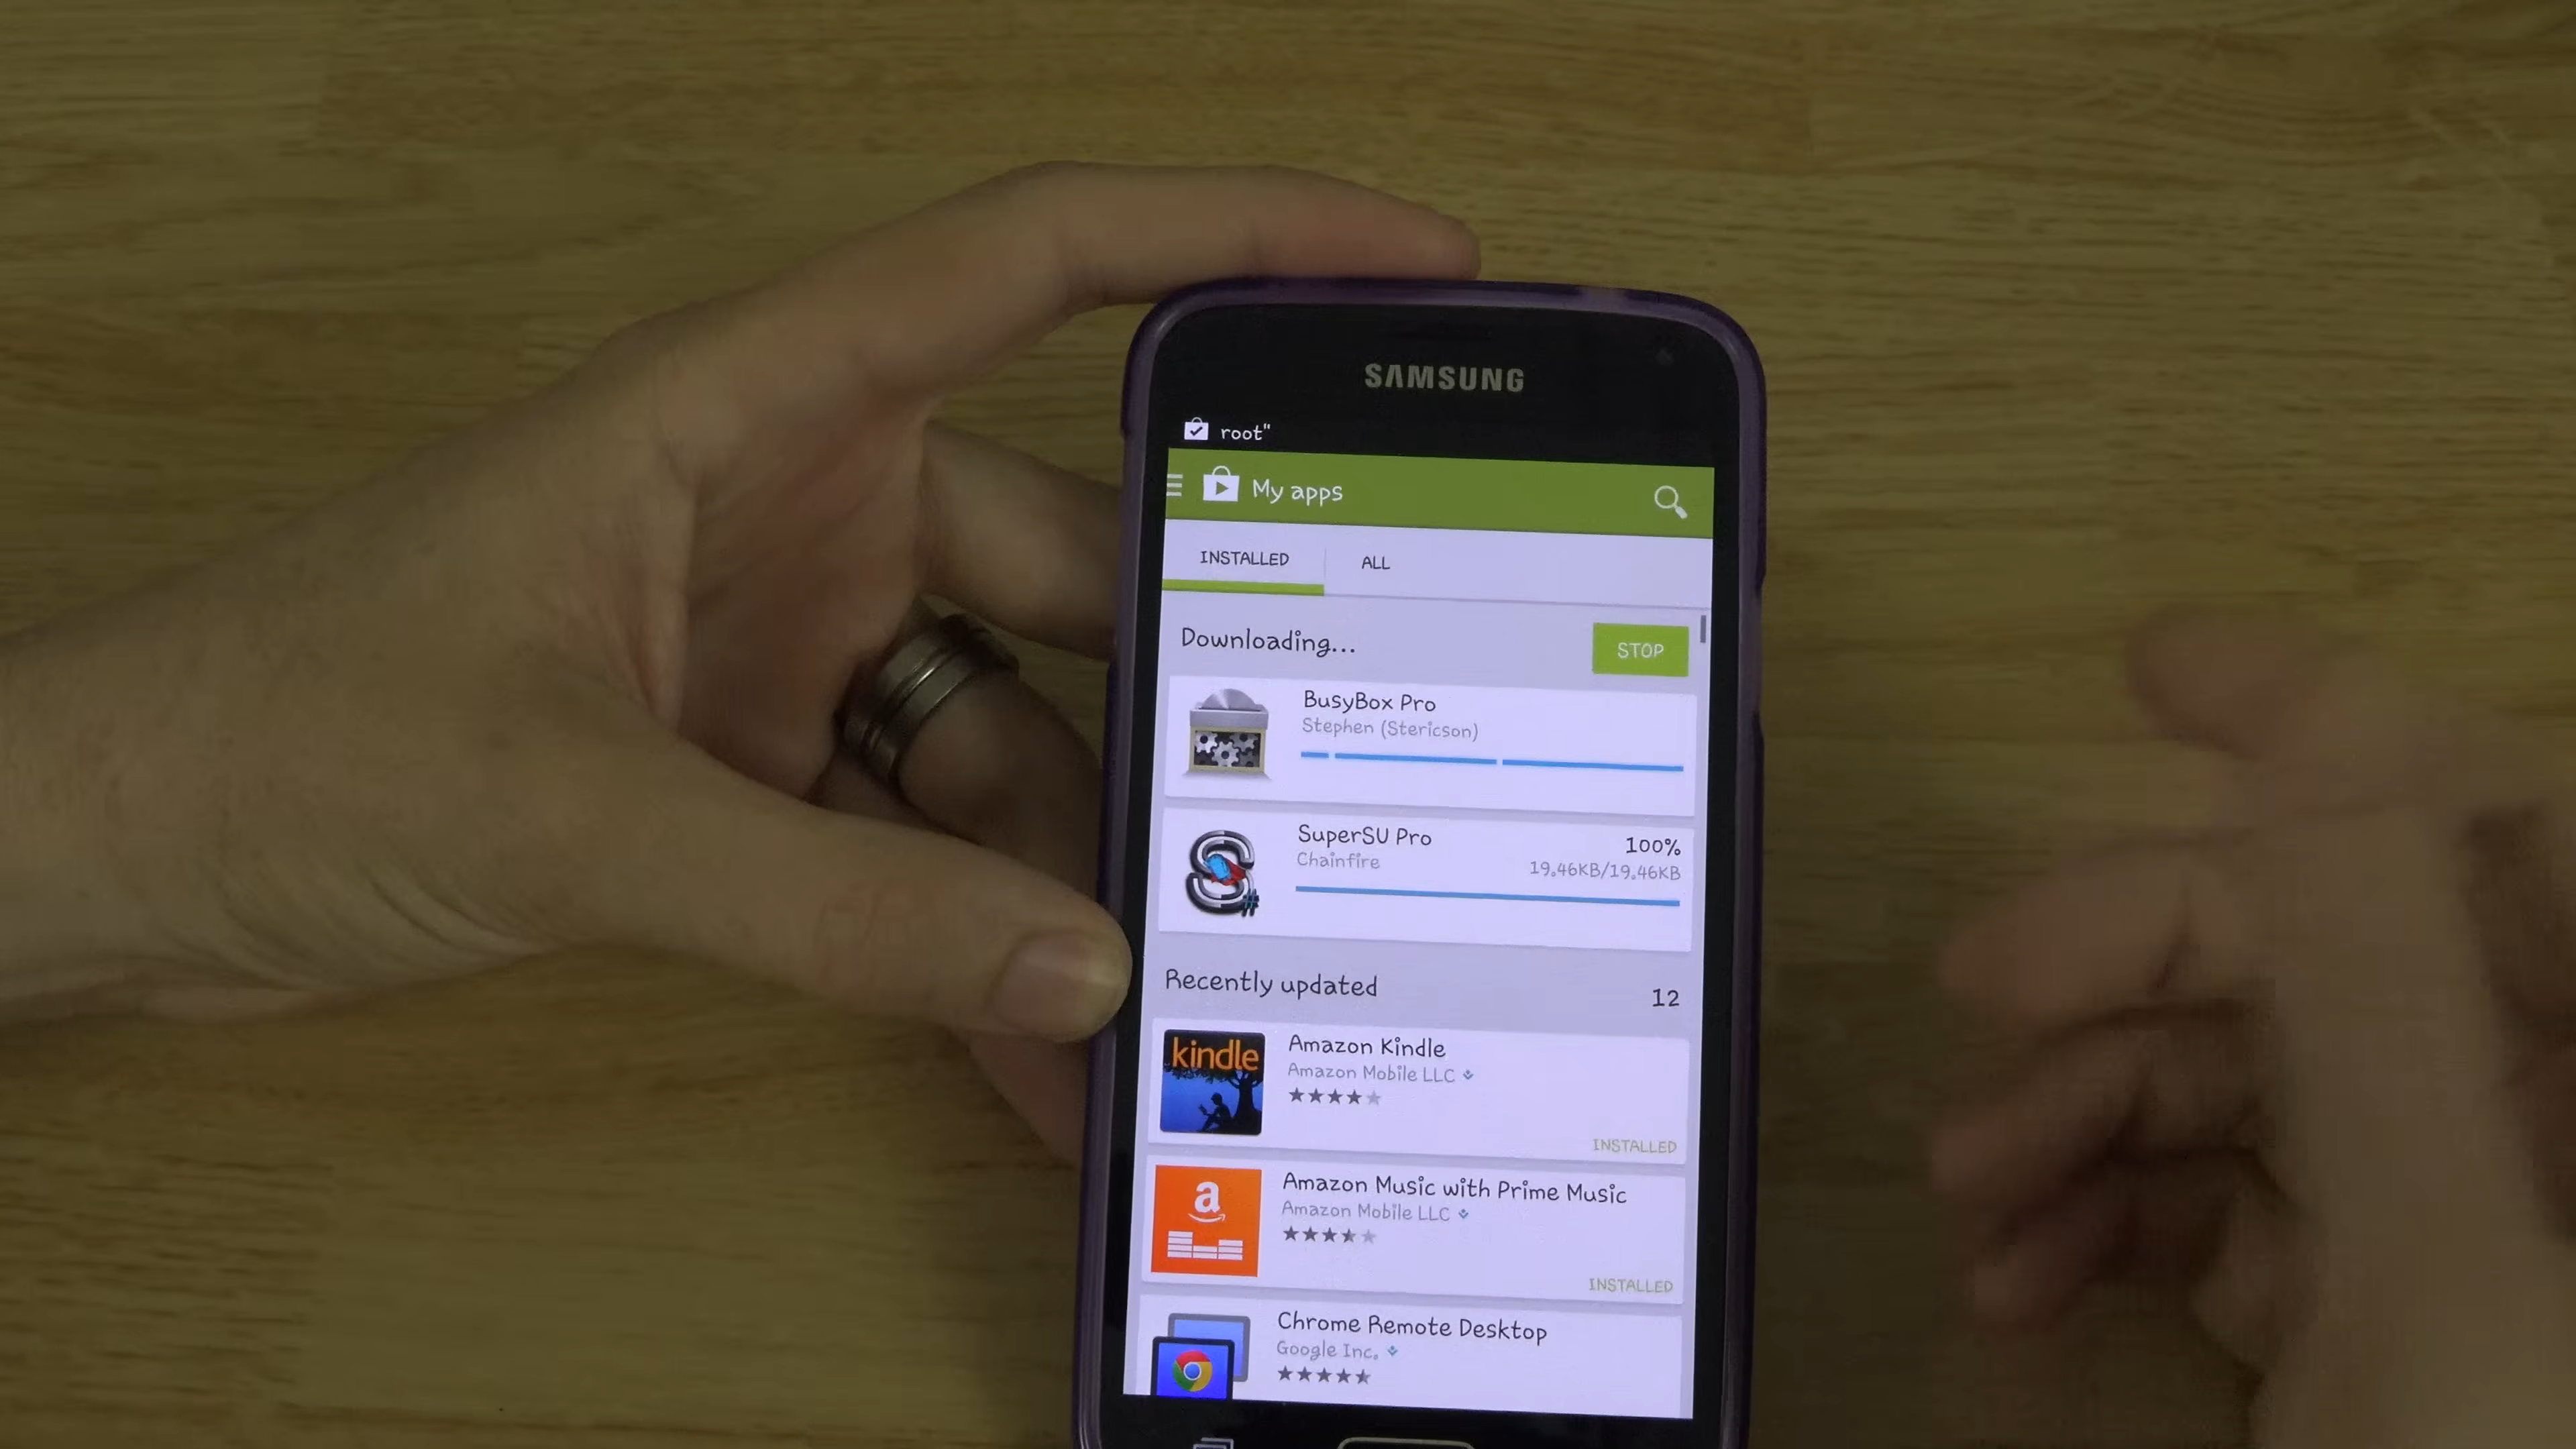 SAMSUNG
root"
My apps
INSTALLED ALL
Downloading... STOP
BusyBox Pro
Stephen (Stericson)
SuperSU Pro 100%
Chainfire 19.46KB/19.46KB
Recently updated 12
kindle
Amazon Kindle
Amazon Mobile LLC
INSTALLED
a
Amazon Music with Prime Music
Amazon Mobile LLC
INSTALLED
Chrome Remote Desktop
Google Inc.